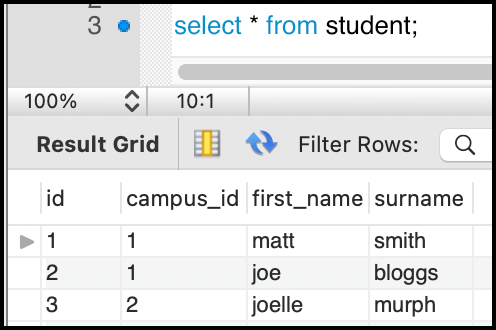 3 select * from student;
100% 10:1
Result Grid Filter Rows:
id campus_id first_name surname
1 1 matt smith
2 1 joe bloggs
3 2 joelle murph